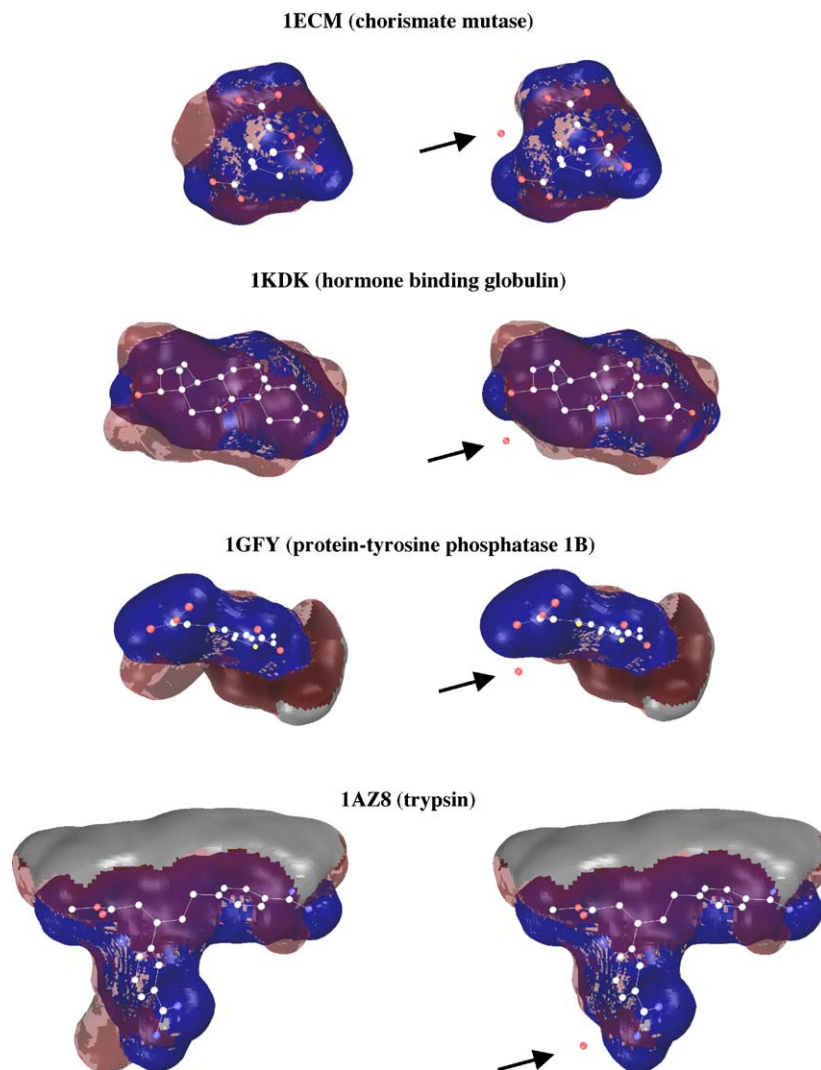 1ECM (chorismate mutase)
1KDK (hormone binding globulin)
1GFY (protein-tyrosine phosphatase 1B)
1AZ8 (trypsin)